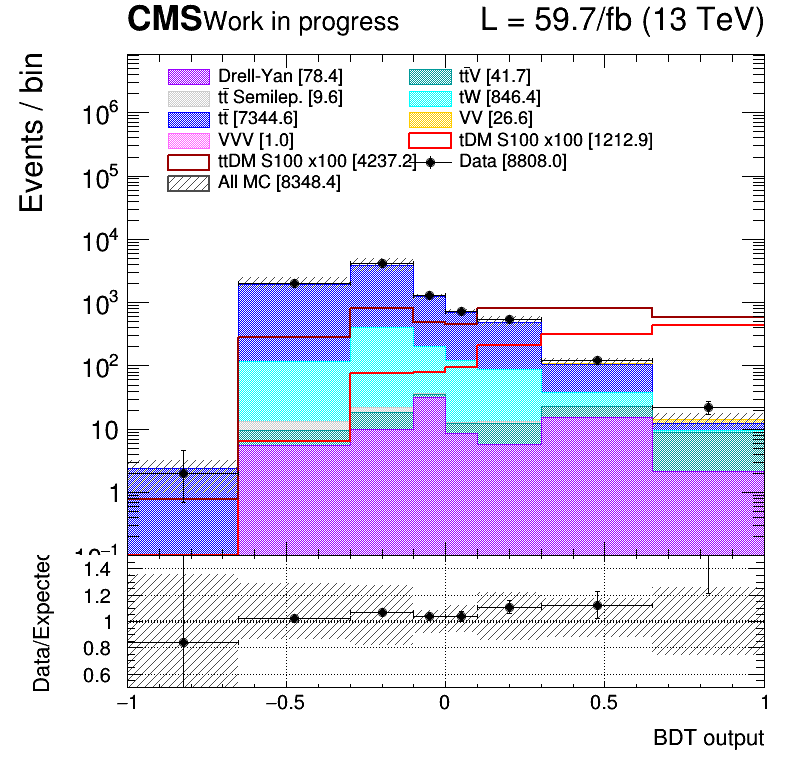 CMS Work in progress L = 59.7/fb (13 TeV)
Events / bin
Drell-Yan [78.4] tt̄V [41.7]
tt̄ Semilep. [9.6] tW [846.4]
tt̄ [7344.6] VV [26.6]
VVV [1.0] tDM S100 x100 [1212.9]
ttDM S100 x100 [4237.2] Data [8808.0]
All MC [8348.4]
10⁶
10⁵
10⁴
10³
10²
10
1
10⁻¹
Data/Expected
1.4
1.2
1
0.8
0.6
−1 −0.5 0 0.5 1
BDT output